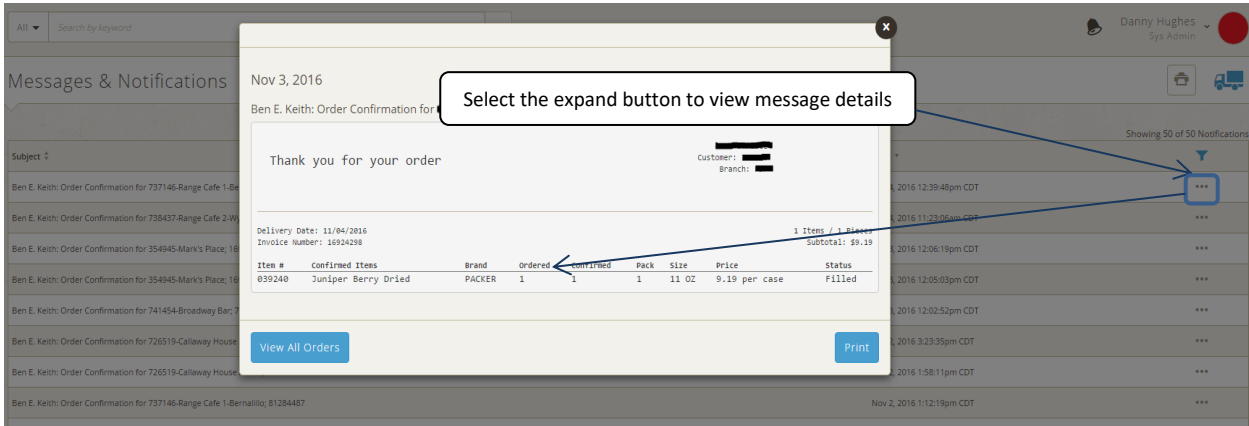 All
Search by keyword
x
Danny Hughes
Sys Admin
Messages & Notifications
Nov 3, 2016
Ben E. Keith: Order Confirmation for
Select the expand button to view message details
Showing 50 of 50 Notifications
Thank you for your order
Customer:
Branch:
Subject
Ben E. Keith: Order Confirmation for 737146-Range Cafe 1-Be
, 2016 12:39:48pm CDT
Ben E. Keith: Order Confirmation for 738437-Range Cafe 2-Wy
, 2016 11:23:06am CDT
Delivery Date: 11/04/2016
1 Items / 1 Pieces
Invoice Number: 16924298
Subtotal: $9.19
Ben E. Keith: Order Confirmation for 354945-Mark's Place; 16
, 2016 12:06:19pm CDT
Item # Confirmed Items Brand Ordered Confirmed Pack Size Price Status
039240 Juniper Berry Dried PACKER 1 1 1 11 OZ 9.19 per case Filled
Ben E. Keith: Order Confirmation for 354945-Mark's Place; 16
, 2016 12:05:03pm CDT
Ben E. Keith: Order Confirmation for 741454-Broadway Bar; 7
, 2016 12:02:52pm CDT
View All Orders
Print
Ben E. Keith: Order Confirmation for 726519-Callaway House
, 2016 3:23:35pm CDT
Ben E. Keith: Order Confirmation for 726519-Callaway House
, 2016 1:58:11pm CDT
Ben E. Keith: Order Confirmation for 737146-Range Cafe 1-Bernalillo; 81284487
Nov 2, 2016 1:12:19pm CDT